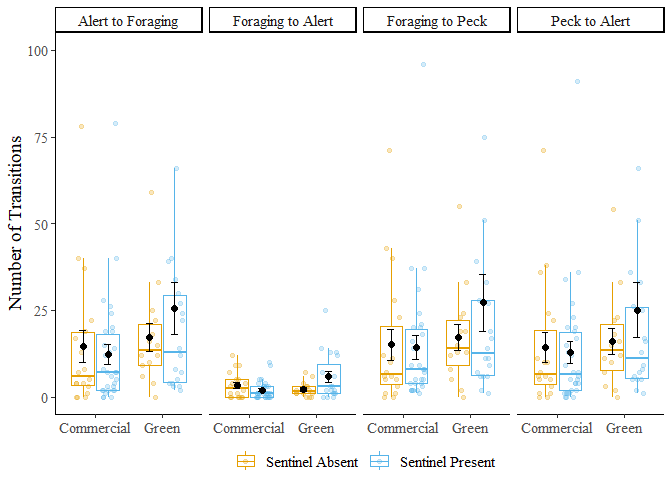 Alert to Foraging
Foraging to Alert
Foraging to Peck
Peck to Alert
Number of Transitions
100
75
50
25
0
Commercial Green Commercial Green Commercial Green Commercial Green
Sentinel Absent Sentinel Present